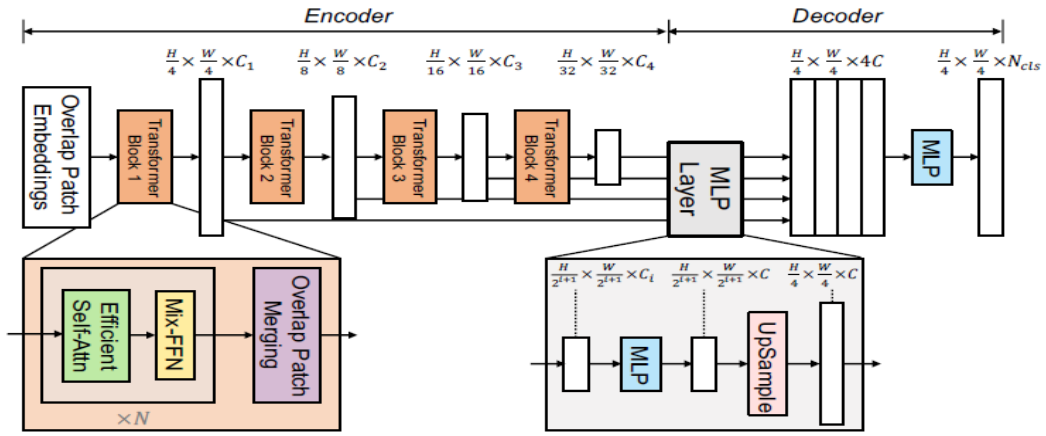 Encoder
Decoder
H/4 × W/4 × C₁
H/8 × W/8 × C₂
H/16 × W/16 × C₃
H/32 × W/32 × C₄
H/4 × W/4 × 4C
H/4 × W/4 × N_cls
Overlap Patch
Embeddings
Transformer
Block 1
Transformer
Block 2
Transformer
Block 3
Transformer
Block 4
MLP
Layer
MLP
Efficient
Self-Attn
Mix-FFN
×N
Overlap Patch
Merging
H/2^{i+1} × W/2^{i+1} × C_i
H/2^{i+1} × W/2^{i+1} × C
H/4 × W/4 × C
MLP
UpSample